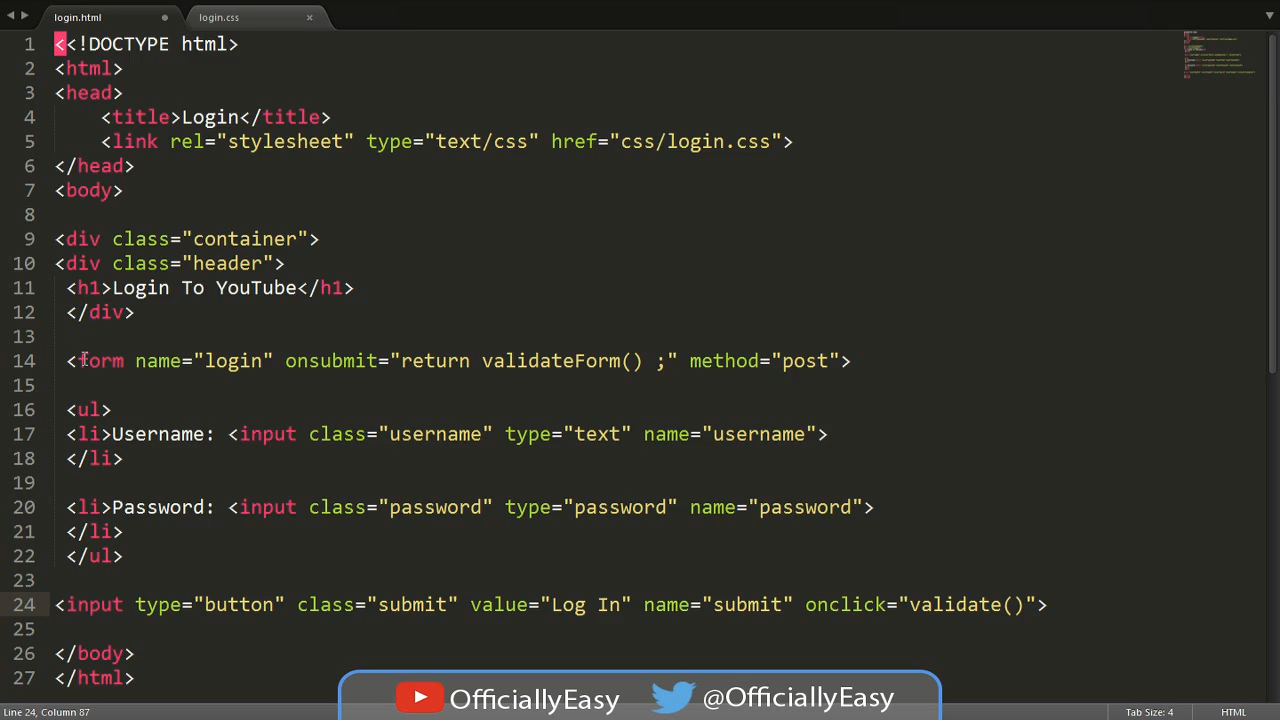 login.html
login.css
1 <<!DOCTYPE html>
2 <html>
3 <head>
4 <title>Login</title>
5 <link rel="stylesheet" type="text/css" href="css/login.css">
6 </head>
7 <body>
8
9 <div class="container">
10 <div class="header">
11 <h1>Login To YouTube</h1>
12 </div>
13
14 <form name="login" onsubmit="return validateForm() ;" method="post">
15
16 <ul>
17 <li>Username: <input class="username" type="text" name="username">
18 </li>
19
20 <li>Password: <input class="password" type="password" name="password">
21 </li>
22 </ul>
23
24 <input type="button" class="submit" value="Log In" name="submit" onclick="validate()">
25
26 </body>
27 </html>
OfficiallyEasy @OfficiallyEasy
Line 24, Column 87 Tab Size: 4 HTML